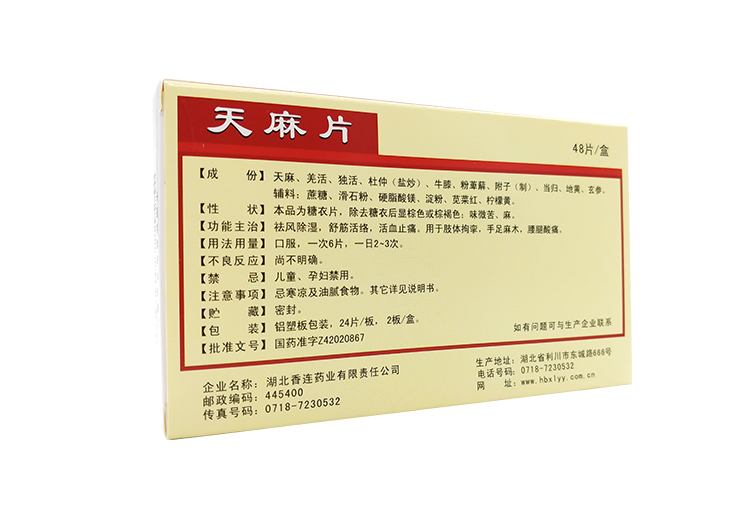 天麻片
48片/盒
【成 份】天麻、羌活、独活、杜仲（盐炒）、牛膝、粉萆薢、附子（制）、当归、地黄、玄参。
辅料：蔗糖、滑石粉、硬脂酸镁、淀粉、苋菜红、柠檬黄。
【性 状】本品为糖衣片，除去糖衣后显棕色或棕褐色；味微苦、麻。
【功能主治】祛风除湿，舒筋活络，活血止痛。用于肢体拘挛，手足麻木，腰腿酸痛。
【用法用量】口服，一次6片，一日2~3次。
【不良反应】尚不明确。
【禁 忌】儿童、孕妇禁用。
【注意事项】忌寒凉及油腻食物。其它详见说明书。
【贮 藏】密封。
【包 装】铝塑板包装，24片/板，2板/盒。
【批准文号】国药准字Z42020867
如有问题可与生产企业联系
企业名称：湖北香连药业有限责任公司
邮政编码：445400
传真号码：0718-7230532
生产地址：湖北省利川市东城路666号
电话号码：0718-7230532
网 址：www.hbxlyy.com.cn